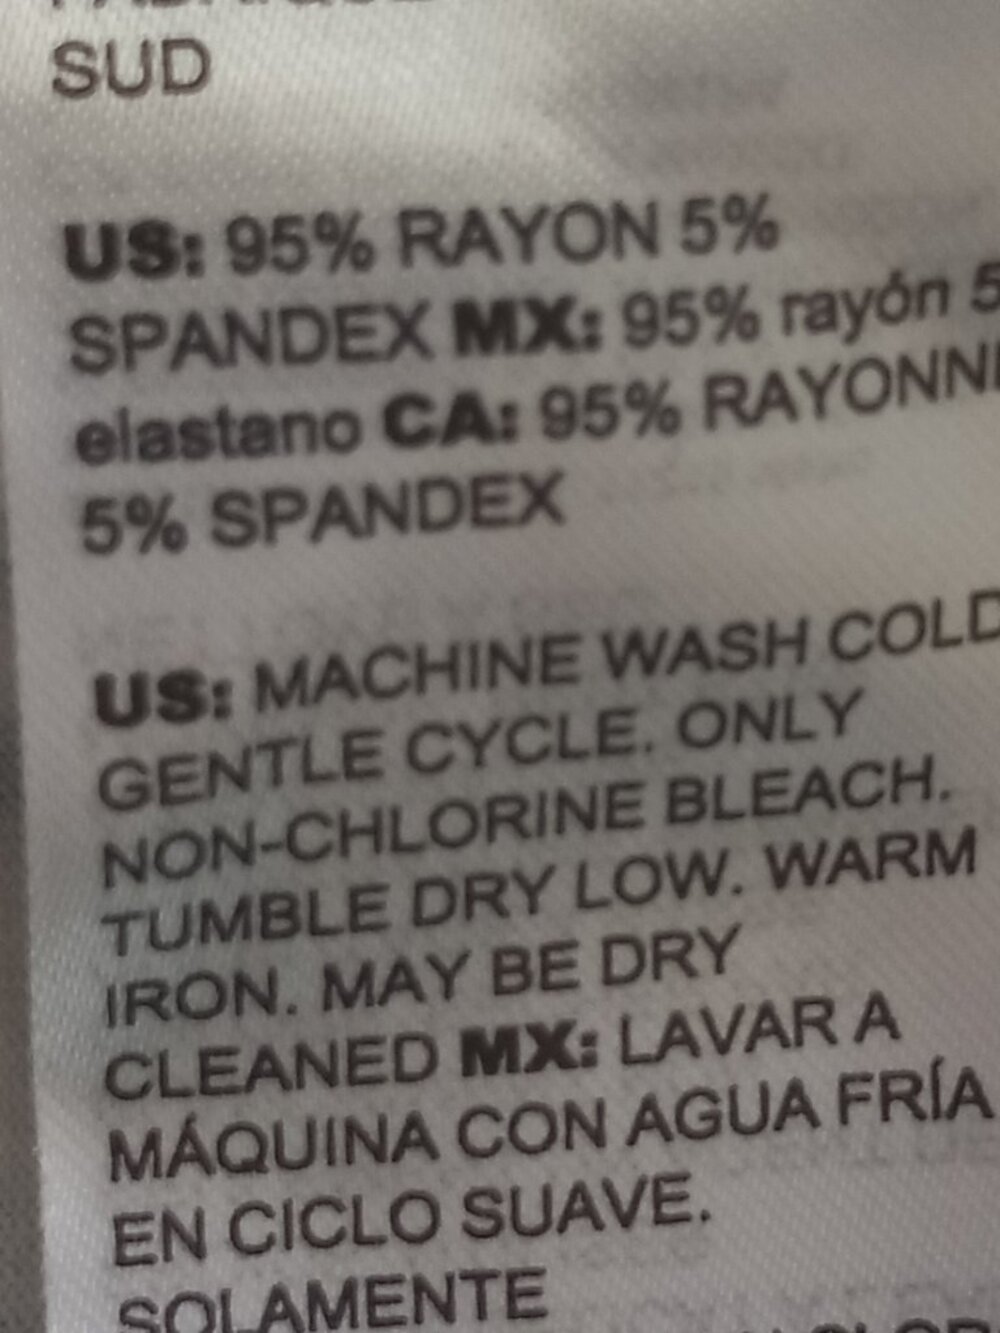 SUD
US: 95% RAYON 5%
SPANDEX MX: 95% rayón 5
elastano CA: 95% RAYONNE
5% SPANDEX
US: MACHINE WASH COLD
GENTLE CYCLE. ONLY
NON-CHLORINE BLEACH.
TUMBLE DRY LOW. WARM
IRON. MAY BE DRY
CLEANED MX: LAVAR A
MÁQUINA CON AGUA FRÍA
EN CICLO SUAVE.
SOLAMENTE